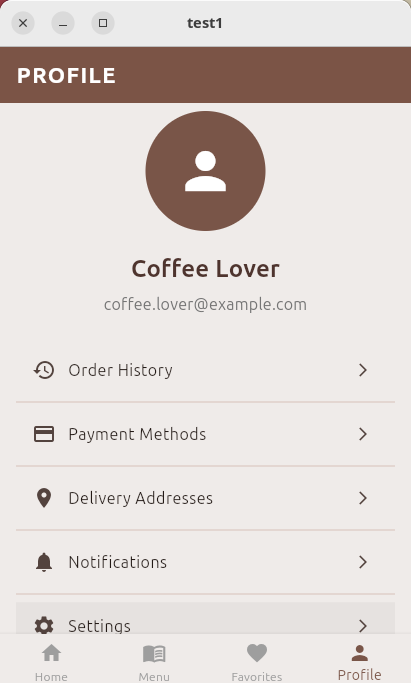 test1
PROFILE
Coffee Lover
coffee.lover@example.com
Order History
Payment Methods
Delivery Addresses
Notifications
Settings
Home
Menu
Favorites
Profile